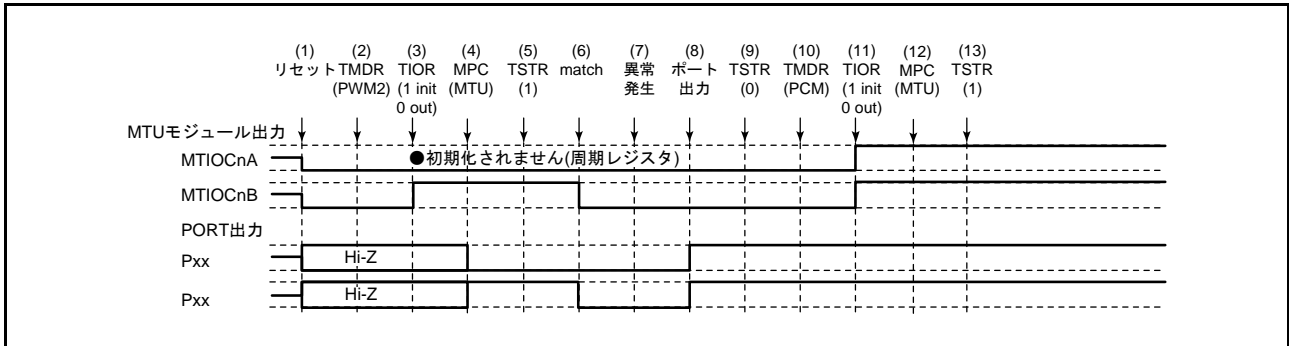 (1) (2) (3) (4) (5) (6) (7) (8) (9) (10) (11) (12) (13)
リセット TMDR TIOR MPC TSTR match 異常 ポート TSTR TMDR TIOR MPC TSTR
(PWM2) (1 init (MTU) (1) 発生 出力 (0) (PCM) (1 init (MTU) (1)
0 out) 0 out)
MTUモジュール出力
MTIOCnA ●初期化されません(周期レジスタ)
MTIOCnB
PORT出力
Pxx Hi-Z
Pxx Hi-Z